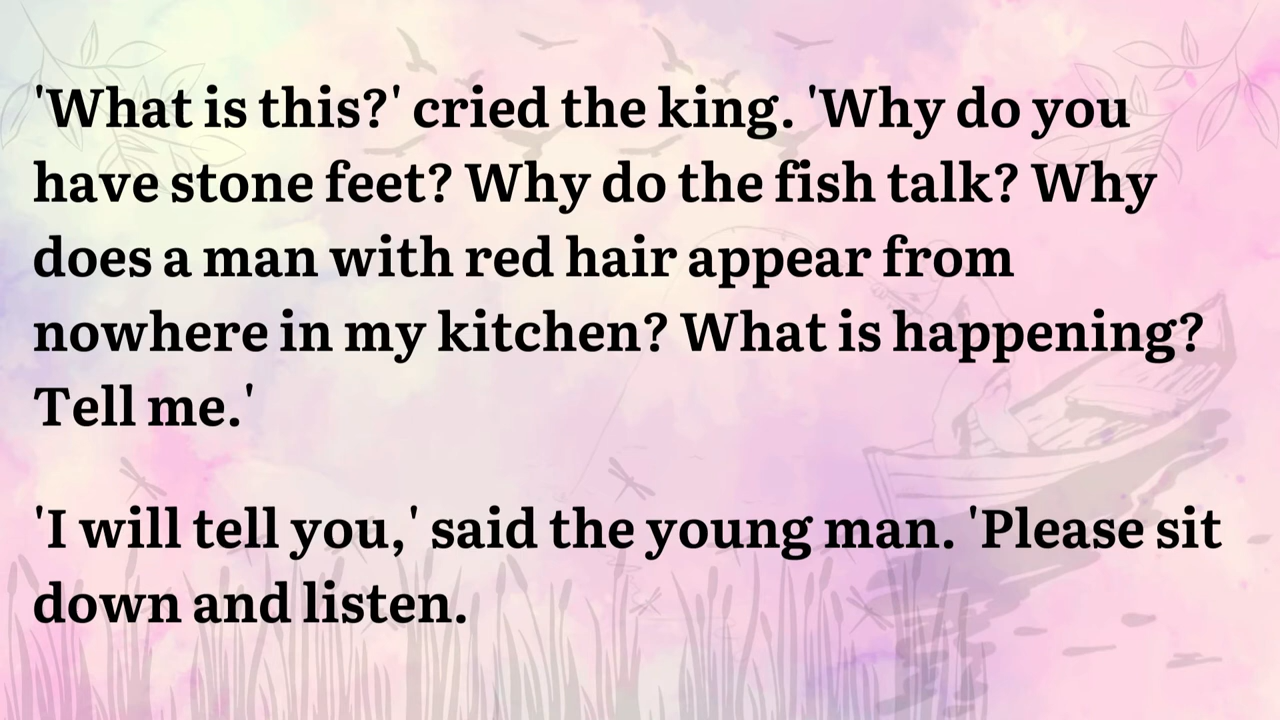 'What is this?' cried the king. 'Why do you
have stone feet? Why do the fish talk? Why
does a man with red hair appear from
nowhere in my kitchen? What is happening?
Tell me.'
'I will tell you,' said the young man. 'Please sit
down and listen.